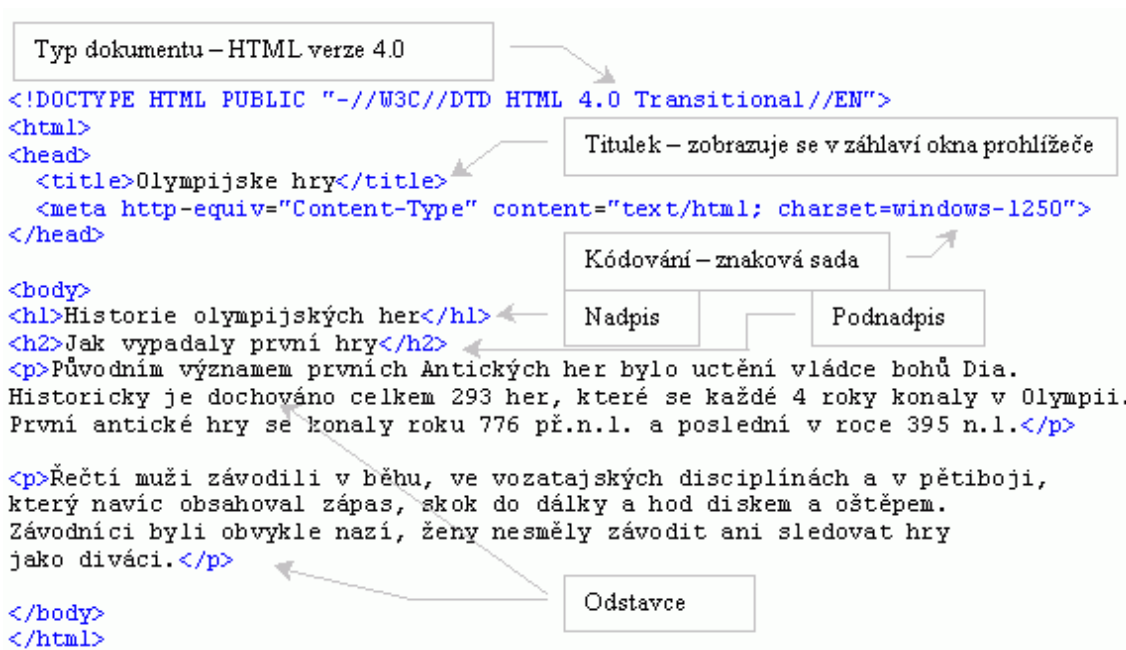 Typ dokumentu – HTML verze 4.0
<!DOCTYPE HTML PUBLIC "-//W3C//DTD HTML 4.0 Transitional//EN">
<html>
Titulek – zobrazuje se v záhlaví okna prohlížeče
<head>
<title>Olympijske hry</title>
<meta http-equiv="Content-Type" content="text/html; charset=windows-1250">
</head>
Kódování – znaková sada
<body>
<h1>Historie olympijských her</h1>
Nadpis
Podnadpis
<h2>Jak vypadaly první hry</h2>
<p>Původním významem prvních Antických her bylo uctění vládce bohů Dia.
Historicky je dochováno celkem 293 her, které se každé 4 roky konaly v Olympii.
První antické hry se konaly roku 776 př.n.l. a poslední v roce 395 n.l.</p>
<p>Řečtí muži závodili v běhu, ve vozatajských disciplínách a v pětiboji,
který navíc obsahoval zápas, skok do dálky a hod diskem a oštěpem.
Závodníci byli obvykle nazí, ženy nesměly závodit ani sledovat hry
jako diváci.</p>
Odstavce
</body>
</html>